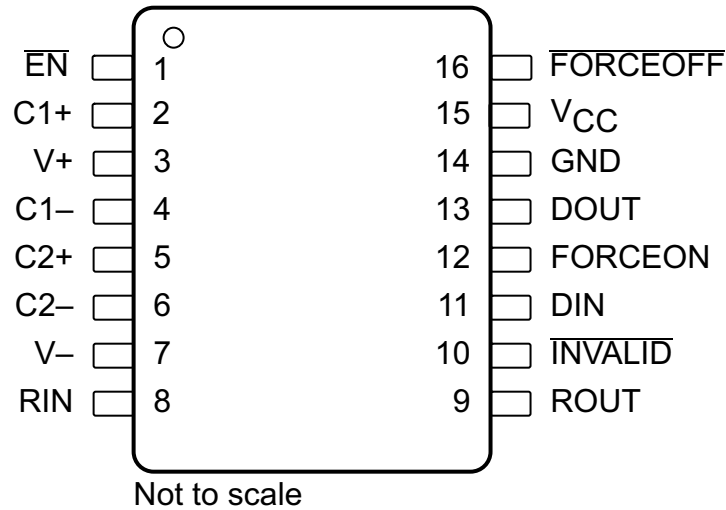 EN 1 16 FORCEOFF
C1+ 2 15 VCC
V+ 3 14 GND
C1– 4 13 DOUT
C2+ 5 12 FORCEON
C2– 6 11 DIN
V– 7 10 INVALID
RIN 8 9 ROUT
Not to scale